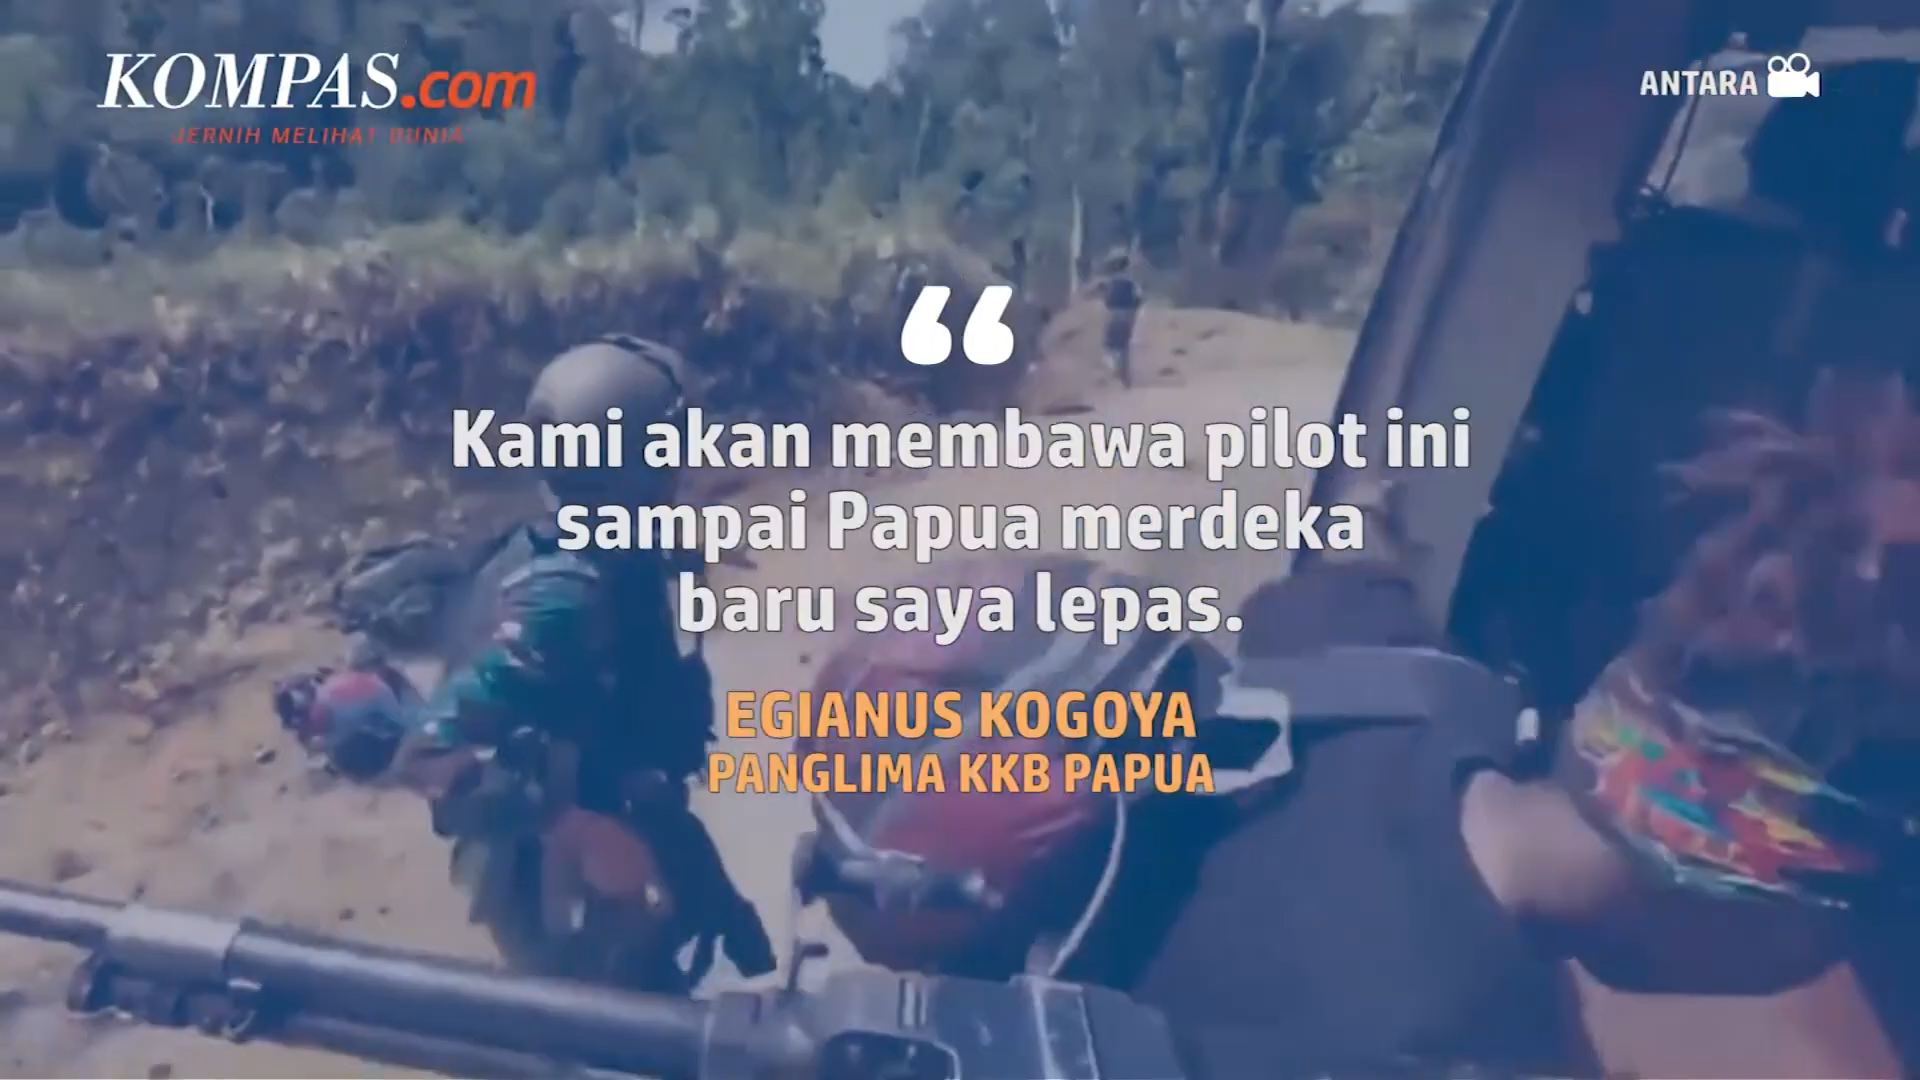 KOMPAS.com
JERNIH MELIHAT DUNIA
ANTARA
“
Kami akan membawa pilot ini
sampai Papua merdeka
baru saya lepas.
EGIANUS KOGOYA
PANGLIMA KKB PAPUA